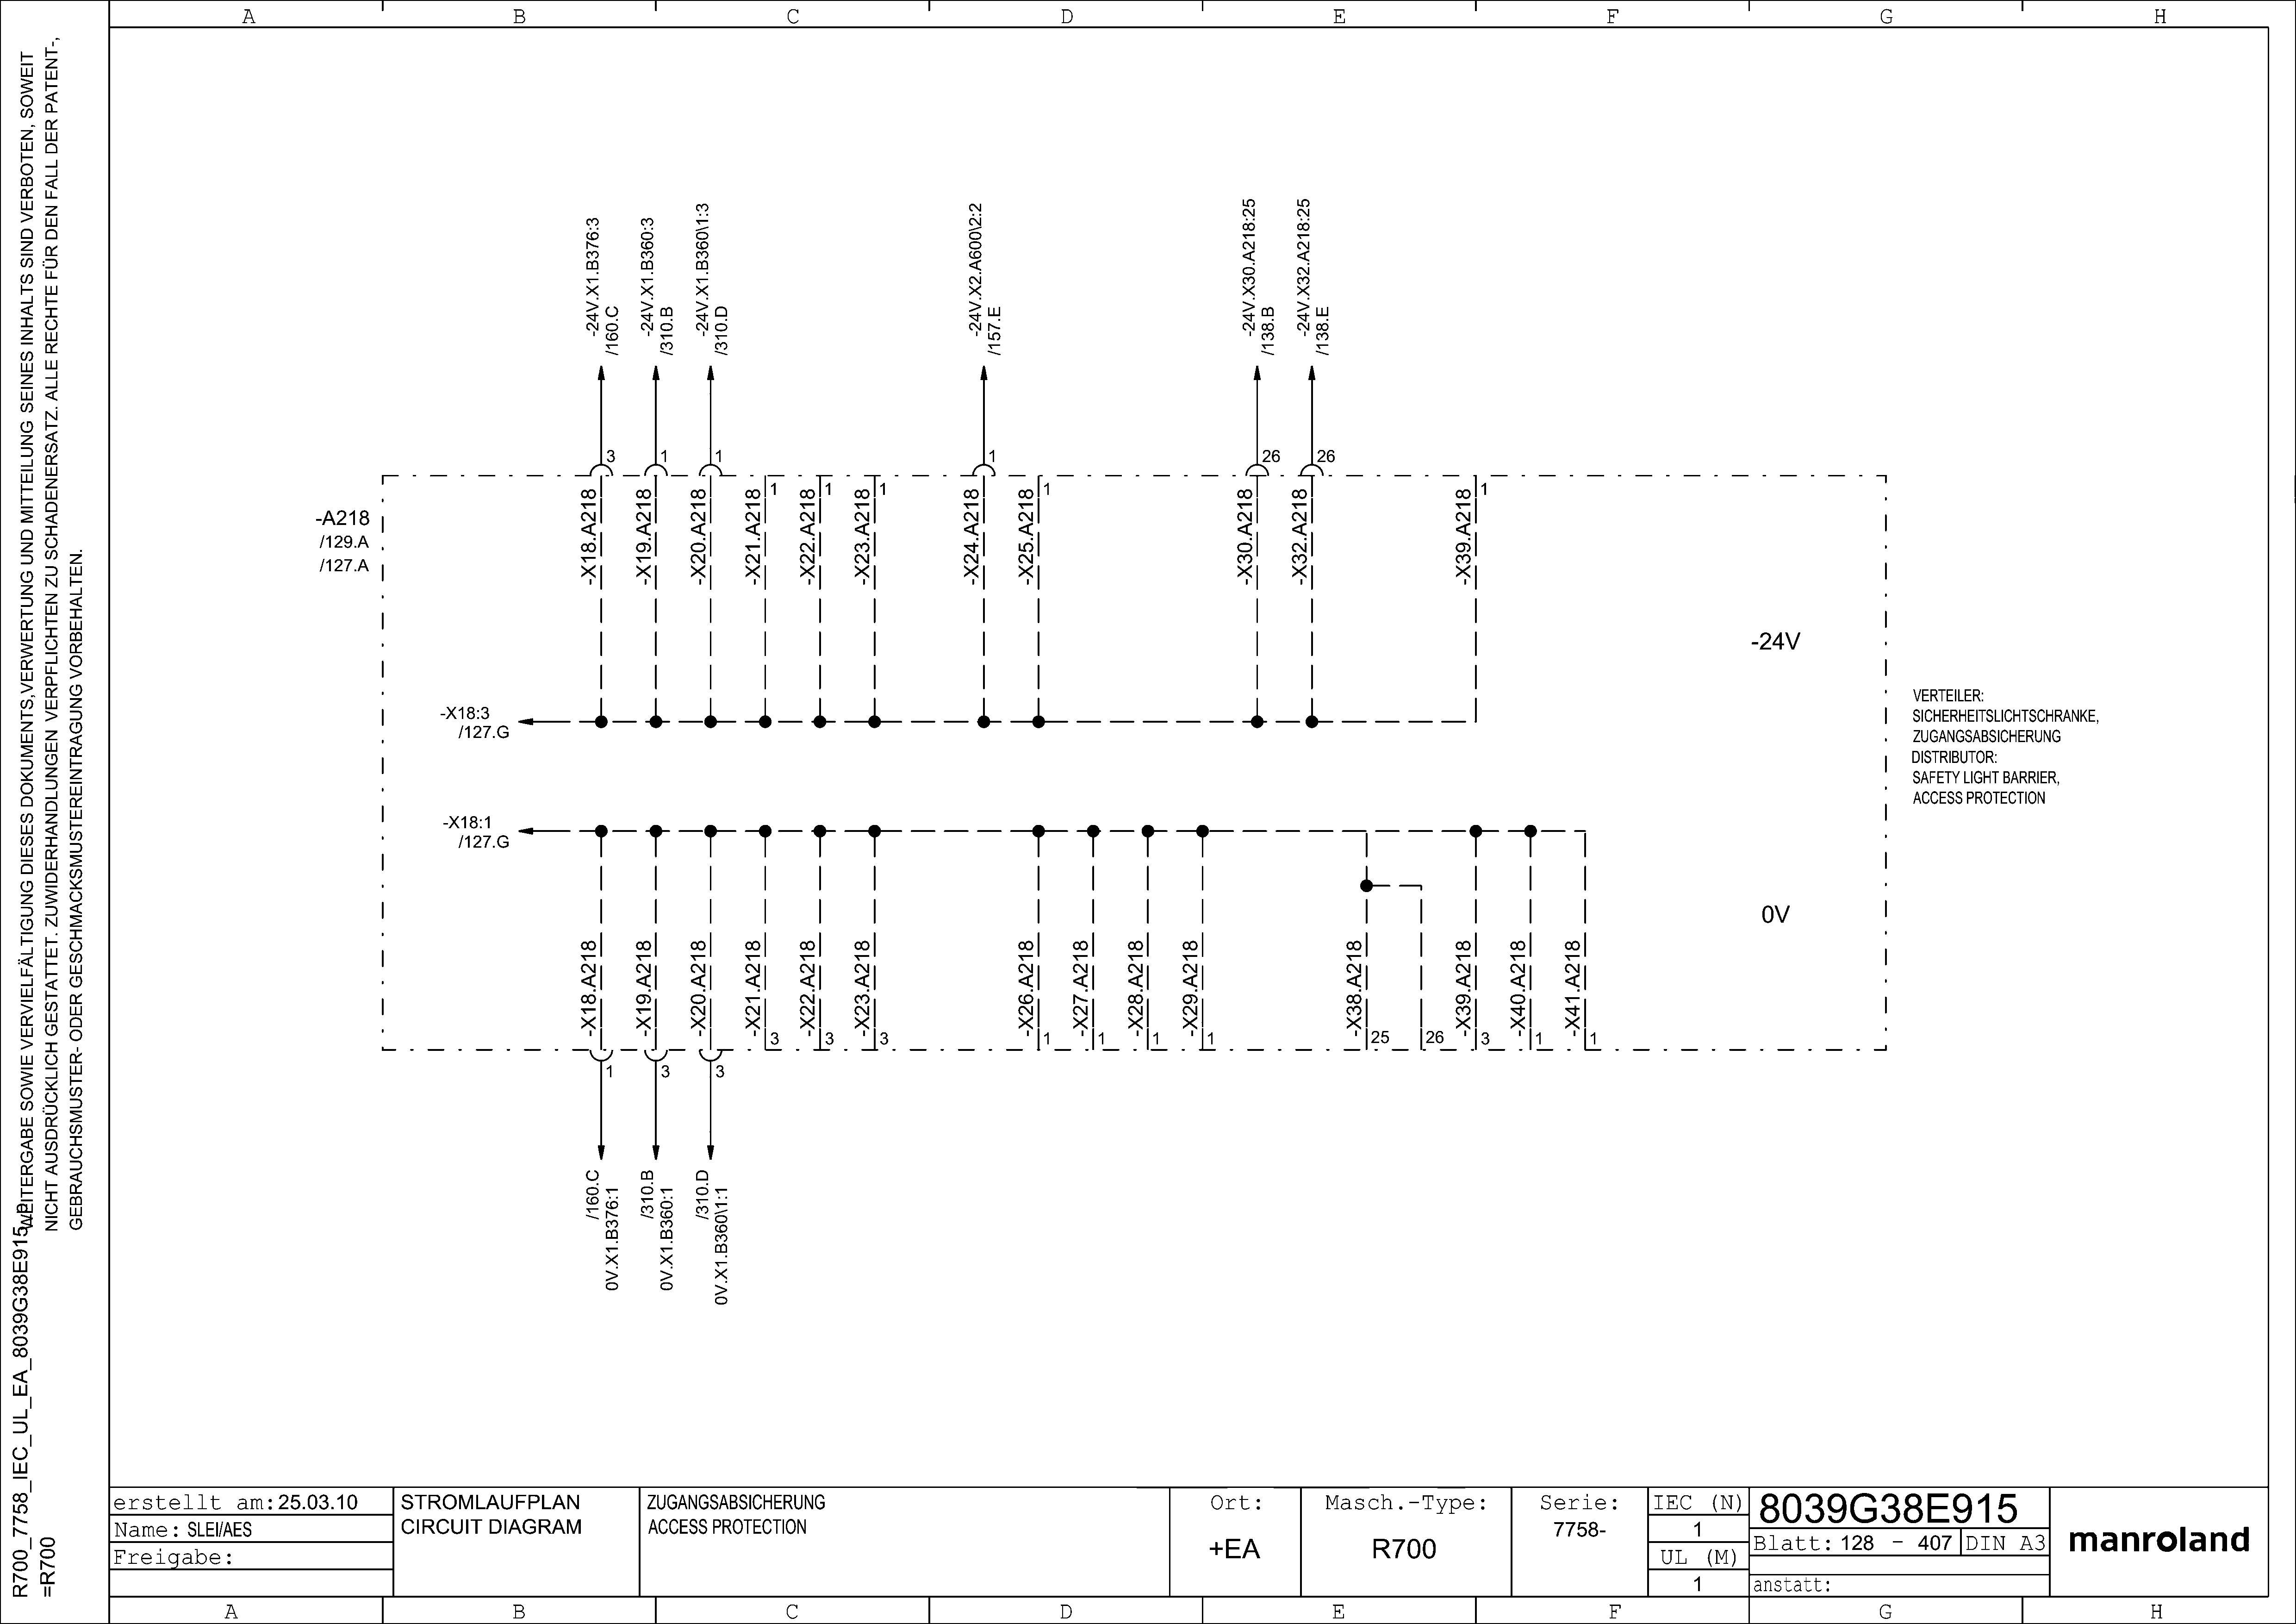 A B C D E F G H
WEITERGABE SOWIE VERVIELFÄLTIGUNG DIESES DOKUMENTS,VERWERTUNG UND MITTEILUNG SEINES INHALTS SIND VERBOTEN, SOWEIT
NICHT AUSDRÜCKLICH GESTATTET. ZUWIDERHANDLUNGEN VERPFLICHTEN ZU SCHADENERSATZ. ALLE RECHTE FÜR DEN FALL DER PATENT-,
GEBRAUCHSMUSTER- ODER GESCHMACKSMUSTEREINTRAGUNG VORBEHALTEN.
-24V.X1.B376:3
/160.C
-24V.X1.B360:3
/310.B
-24V.X1.B360\1:3
/310.D
-24V.X2.A600\2:2
/157.E
-24V.X30.A218:25
/138.B
-24V.X32.A218:25
/138.E
3 1 1 1 26 26
-A218
/129.A
/127.A
-X18.A218
-X19.A218
-X20.A218
-X21.A218 1
-X22.A218 1
-X23.A218 1
-X24.A218
-X25.A218 1
-X30.A218
-X32.A218
-X39.A218 1
-24V
-X18:3
/127.G
VERTEILER:
SICHERHEITSLICHTSCHRANKE,
ZUGANGSABSICHERUNG
DISTRIBUTOR:
SAFETY LIGHT BARRIER,
ACCESS PROTECTION
-X18:1
/127.G
0V
-X18.A218
-X19.A218
-X20.A218
-X21.A218 3
-X22.A218 3
-X23.A218 3
-X26.A218 1
-X27.A218 1
-X28.A218 1
-X29.A218 1
-X38.A218 25
26
-X39.A218 3
-X40.A218 1
-X41.A218 1
1 3 3
/160.C
0V.X1.B376:1
/310.B
0V.X1.B360:1
/310.D
0V.X1.B360\1:1
R700_7758_IEC_UL_EA_8039G38E915_D
=R700
erstellt am: 25.03.10
Name: SLEI/AES
Freigabe:
STROMLAUFPLAN
CIRCUIT DIAGRAM
ZUGANGSABSICHERUNG
ACCESS PROTECTION
Ort:
+EA
Masch.-Type:
R700
Serie:
7758-
IEC (N)
1
UL (M)
1
8039G38E915
Blatt: 128 - 407 DIN A3
anstatt:
manroland
A B C D E F G H